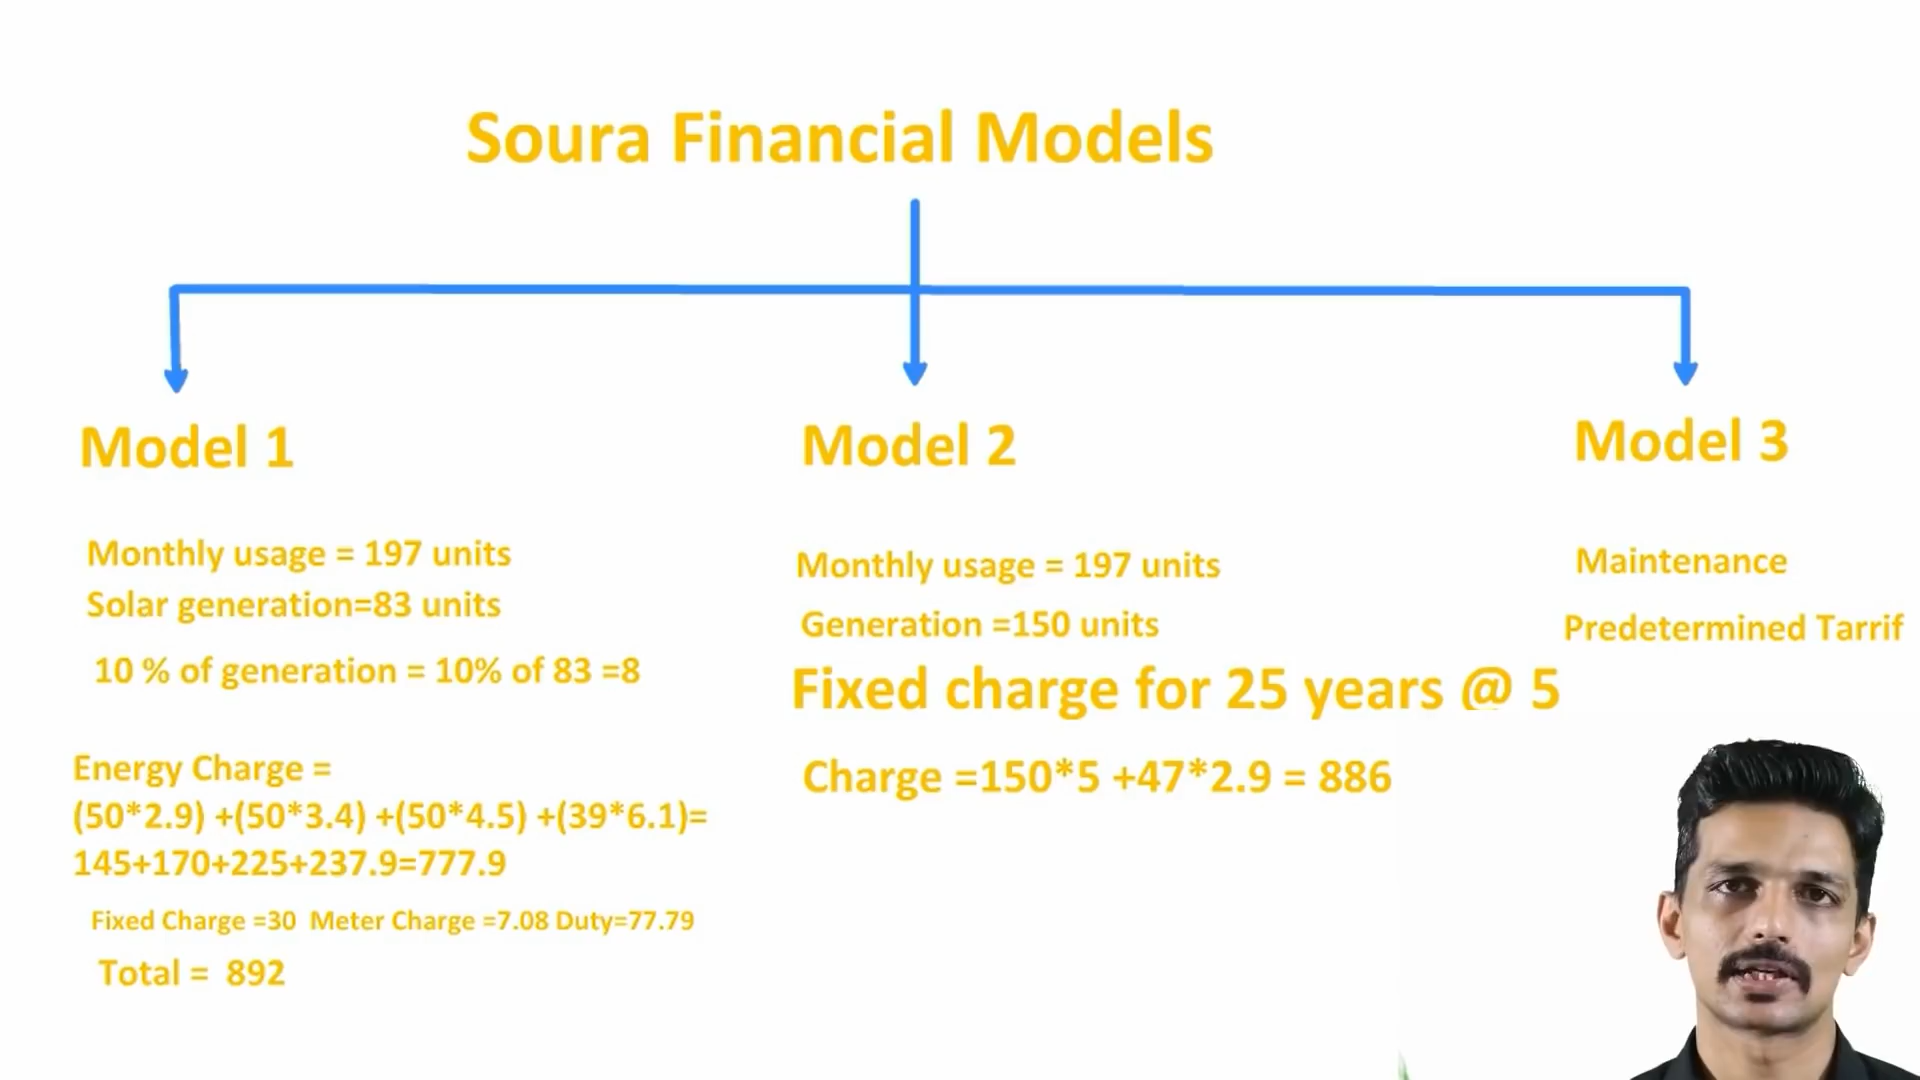 Soura Financial Models
Model 1
Monthly usage = 197 units
Solar generation=83 units
10 % of generation = 10% of 83 =8
Energy Charge =
(50*2.9) +(50*3.4) +(50*4.5) +(39*6.1)=
145+170+225+237.9=777.9
Fixed Charge =30 Meter Charge =7.08 Duty=77.79
Total = 892
Model 2
Monthly usage = 197 units
Generation =150 units
Fixed charge for 25 years @ 5
Charge =150*5 +47*2.9 = 886
Model 3
Maintenance
Predetermined Tarrif